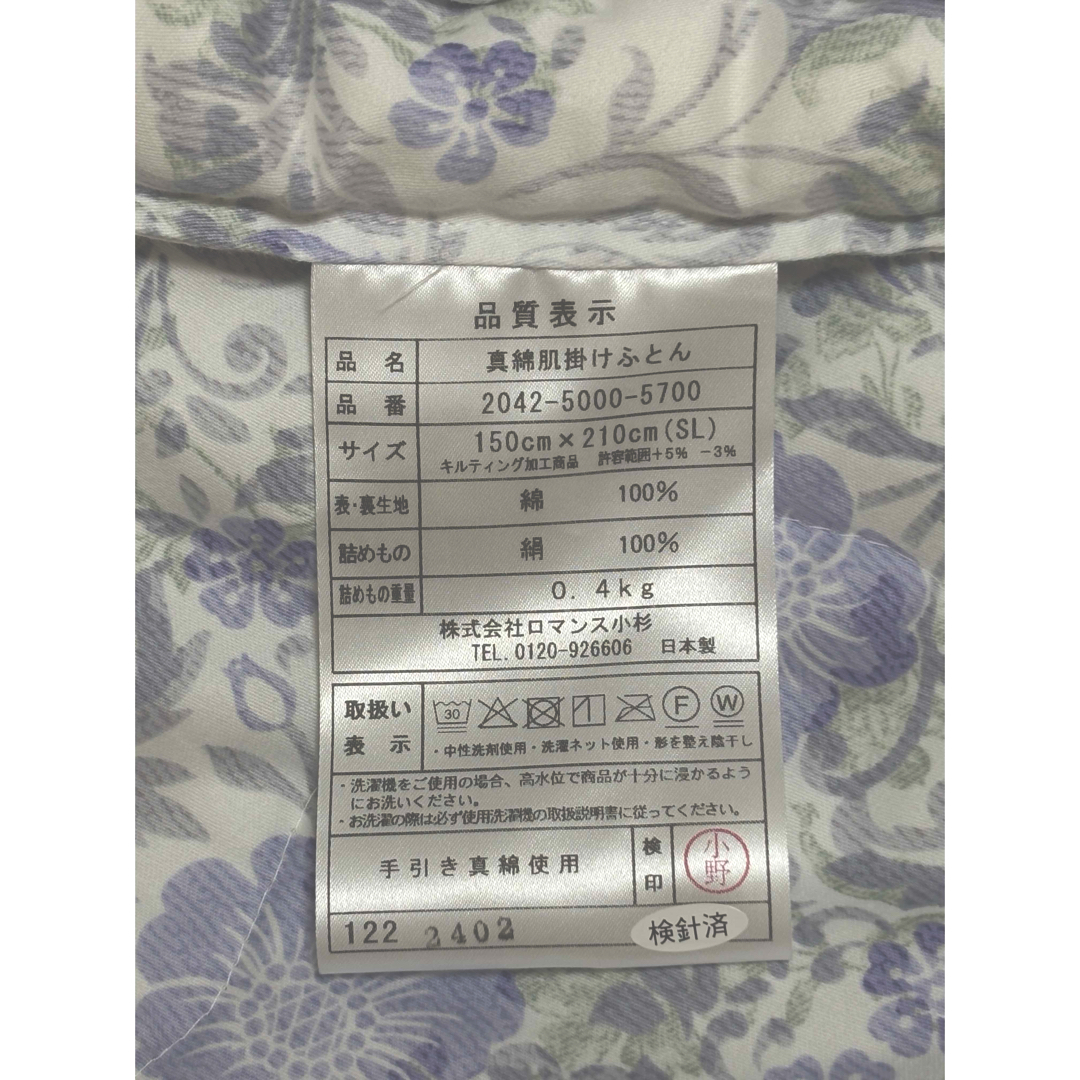 品質表示
品名 真綿肌掛けふとん
品番 2042-5000-5700
サイズ 150cm×210cm(SL)
キルティング加工商品 許容範囲+5% -3%
表・裏生地 綿 100%
詰めもの 絹 100%
詰めもの重量 0.4kg
株式会社ロマンス小杉
TEL.0120-926606 日本製
取扱い表示 30 F W
・中性洗剤使用・洗濯ネット使用・形を整え陰干し
・洗濯機をご使用の場合、高水位で商品が十分に浸かるよう
にお洗いください。
・お洗濯の際は必ず使用洗濯機の取扱説明書に従ってください。
手引き真綿使用 検印 小野
122 2402 検針済